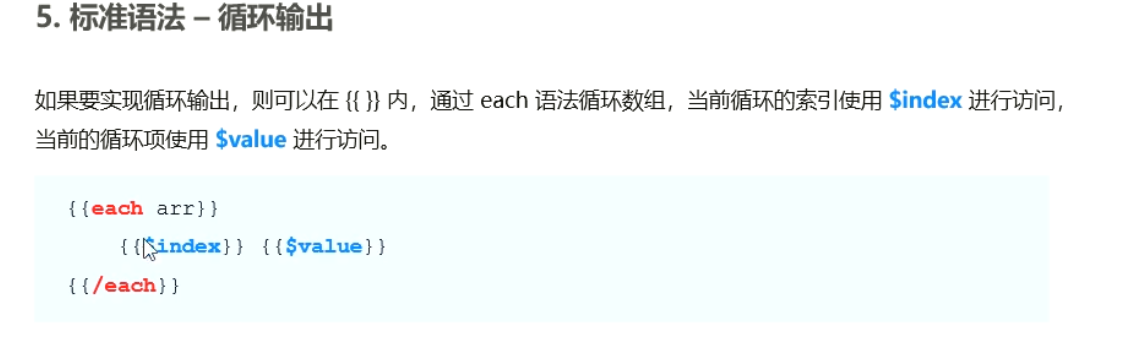 5. 标准语法 – 循环输出
如果要实现循环输出，则可以在 {{ }} 内，通过 each 语法循环数组，当前循环的索引使用 $index 进行访问，
当前的循环项使用 $value 进行访问。
{{each arr}}
{{$index}} {{$value}}
{{/each}}